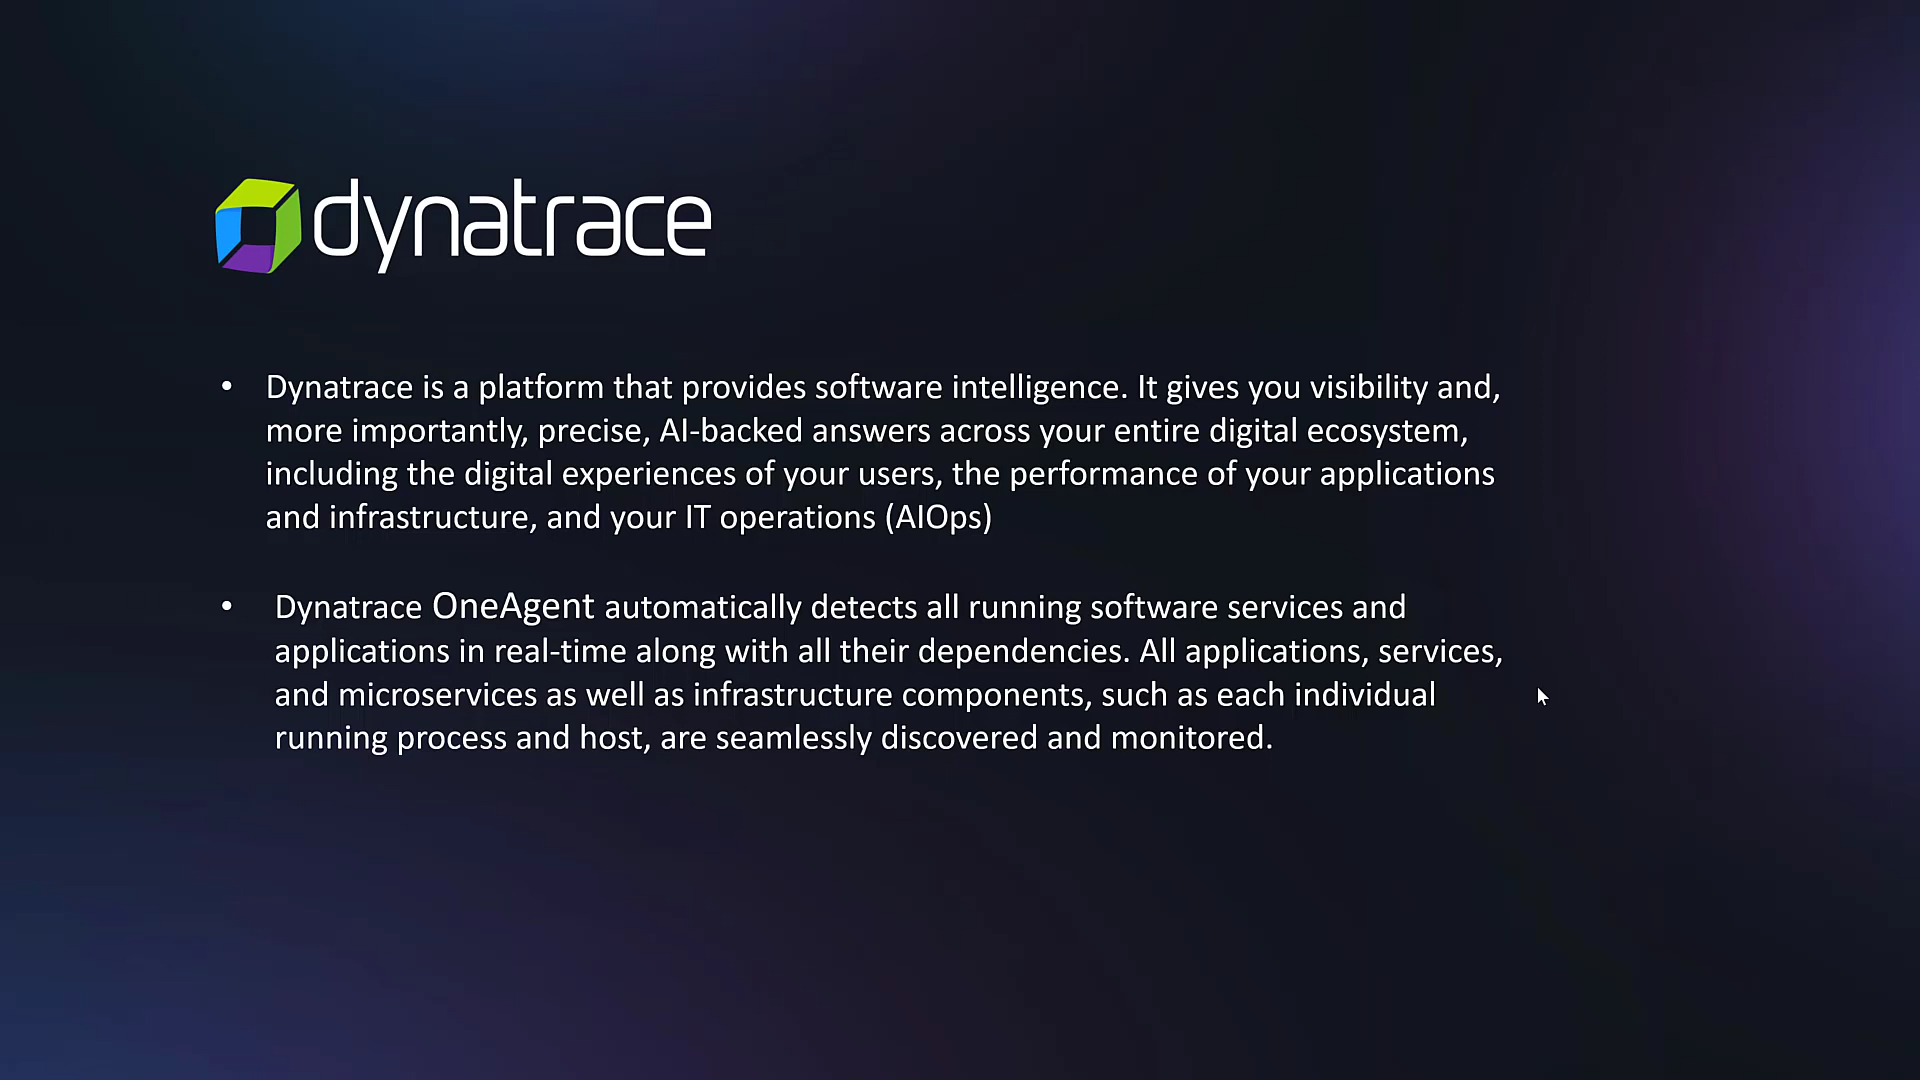 dynatrace
• Dynatrace is a platform that provides software intelligence. It gives you visibility and,
more importantly, precise, AI-backed answers across your entire digital ecosystem,
including the digital experiences of your users, the performance of your applications
and infrastructure, and your IT operations (AIOps)
• Dynatrace OneAgent automatically detects all running software services and
applications in real-time along with all their dependencies. All applications, services,
and microservices as well as infrastructure components, such as each individual
running process and host, are seamlessly discovered and monitored.